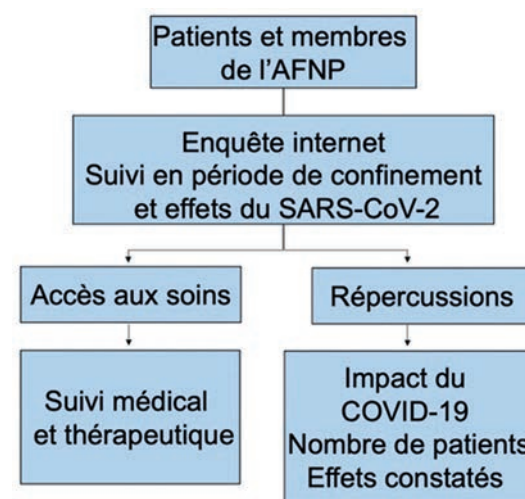 Patients et membres
de l'AFNP
Enquête internet
Suivi en période de confinement
et effets du SARS-CoV-2
Accès aux soins
Répercussions
Suivi médical
et thérapeutique
Impact du
COVID-19
Nombre de patients
Effets constatés